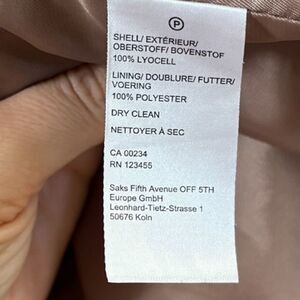 P
SHELL/ EXTÉRIEUR/
OBERSTOFF/ BOVENSTOF
100% LYOCELL
LINING/ DOUBLURE/ FUTTER/
VOERING
100% POLYESTER
DRY CLEAN
NETTOYER À SEC
CA 00234
RN 123455
Saks Fifth Avenue OFF 5TH
Europe GmbH
Leonhard-Tietz-Strasse 1
50676 Koln